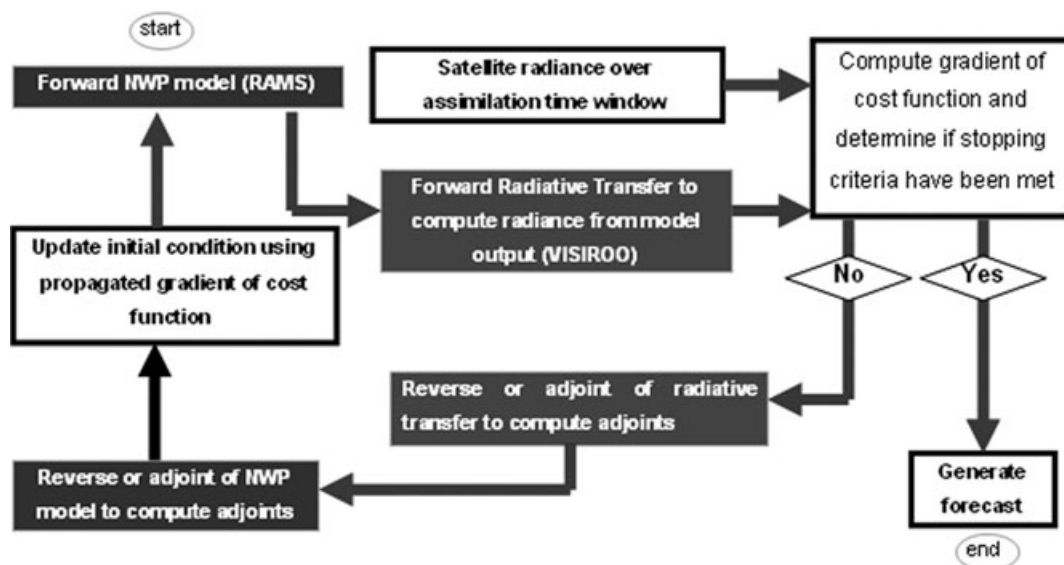 start
Forward NWP model (RAMS)
Satellite radiance over
assimilation time window
Compute gradient of
cost function and
determine if stopping
criteria have been met
Forward Radiative Transfer to
compute radiance from model
output (VISIROO)
Update initial condition using
propagated gradient of cost
function
No
Yes
Reverse or adjoint of radiative
transfer to compute adjoints
Reverse or adjoint of NWP
model to compute adjoints
Generate
forecast
end